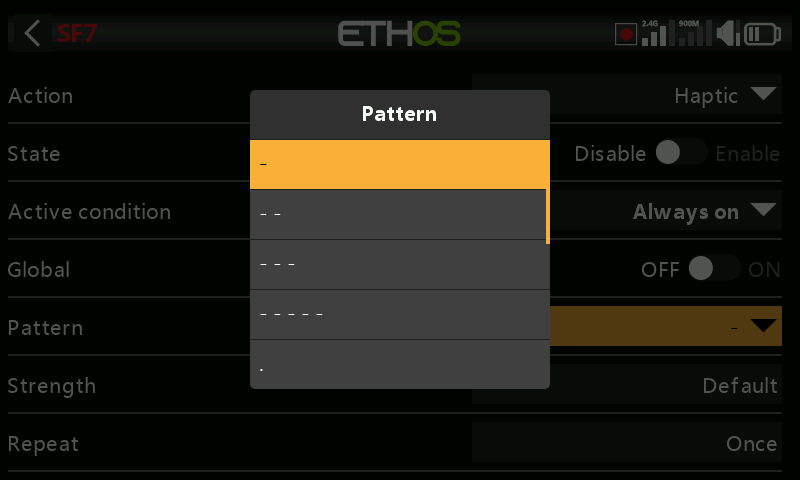 SF7
ETHOS
2.4G
900M
Action
Haptic
State
Disable Enable
Active condition
Always on
Global
OFF ON
Pattern
-
Strength
Default
Repeat
Once
Pattern
-
- -
- - -
- - - - -
.